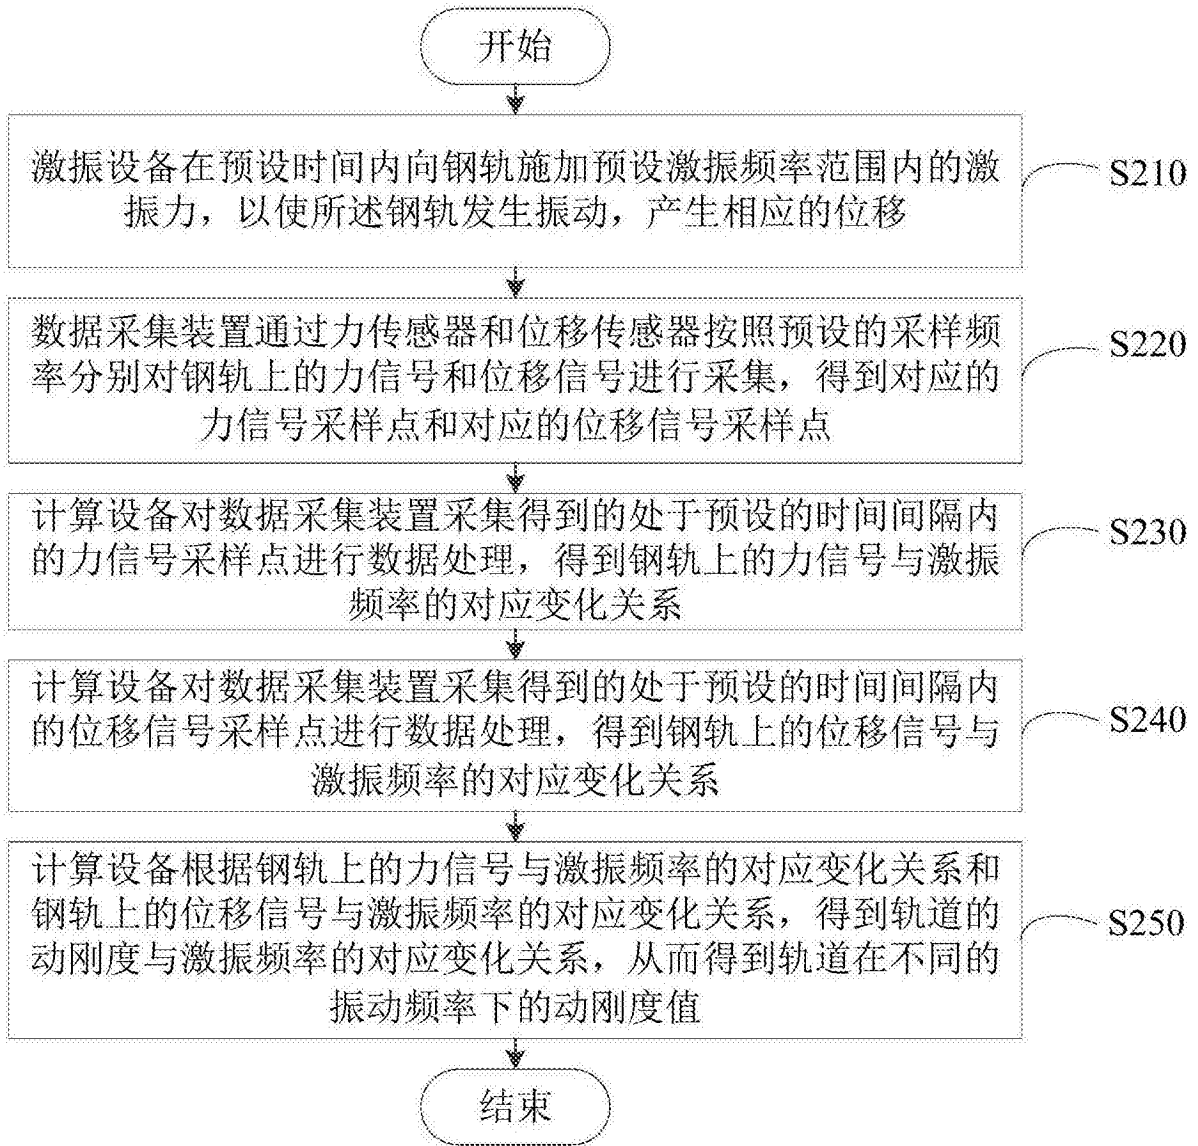 开始
激振设备在预设时间内向钢轨施加预设激振频率范围内的激
振力，以使所述钢轨发生振动，产生相应的位移
S210
数据采集装置通过力传感器和位移传感器按照预设的采样频
率分别对钢轨上的力信号和位移信号进行采集，得到对应的
力信号采样点和对应的位移信号采样点
S220
计算设备对数据采集装置采集得到的处于预设的时间间隔内
的力信号采样点进行数据处理，得到钢轨上的力信号与激振
频率的对应变化关系
S230
计算设备对数据采集装置采集得到的处于预设的时间间隔内
的位移信号采样点进行数据处理，得到钢轨上的位移信号与
激振频率的对应变化关系
S240
计算设备根据钢轨上的力信号与激振频率的对应变化关系和
钢轨上的位移信号与激振频率的对应变化关系，得到轨道的
动刚度与激振频率的对应变化关系，从而得到轨道在不同的
振动频率下的动刚度值
S250
结束